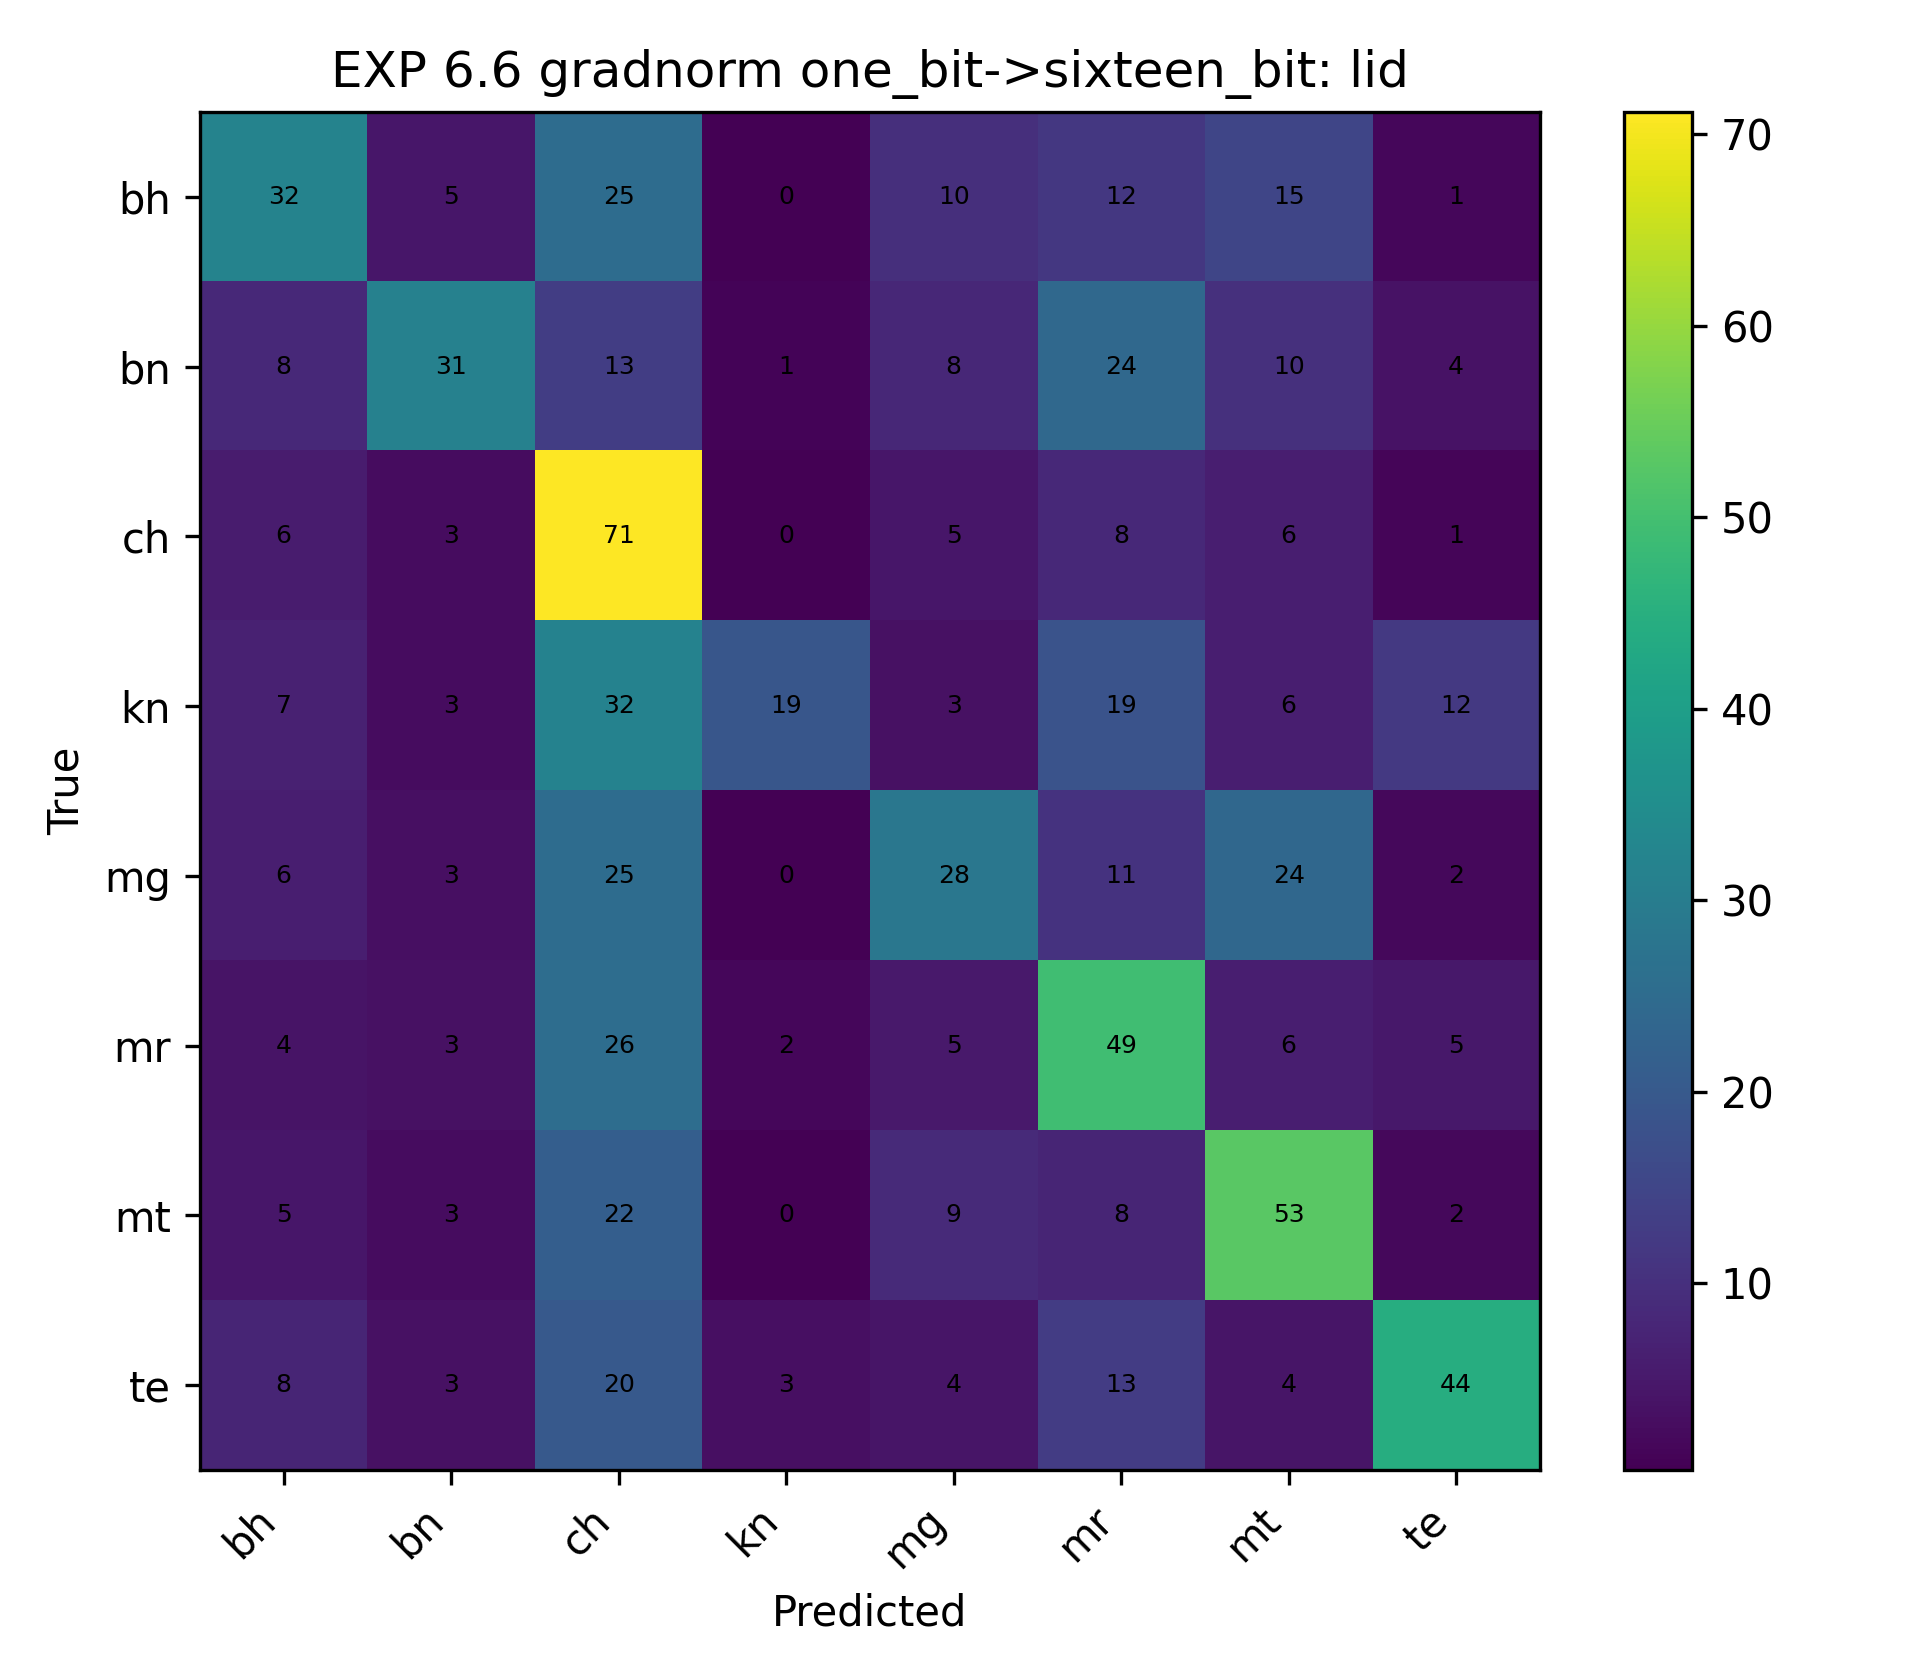 EXP 6.6 gradnorm one_bit->sixteen_bit: lid
bh 32 5 25 0 10 12 15 1
bn 8 31 13 1 8 24 10 4
ch 6 3 71 0 5 8 6 1
kn 7 3 32 19 3 19 6 12
mg 6 3 25 0 28 11 24 2
mr 4 3 26 2 5 49 6 5
mt 5 3 22 0 9 8 53 2
te 8 3 20 3 4 13 4 44
bh bn ch kn mg mr mt te
Predicted
True
70
60
50
40
30
20
10